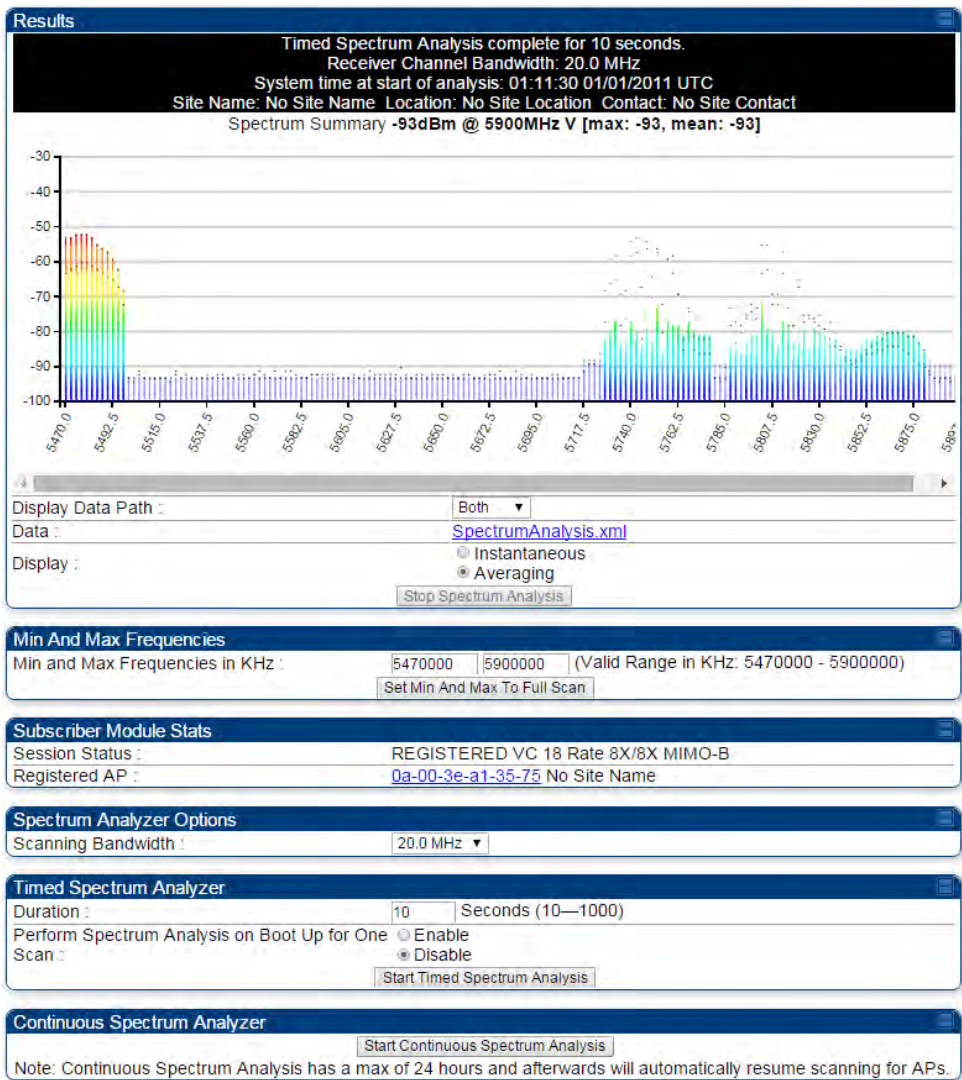 Results
Timed Spectrum Analysis complete for 10 seconds.
Receiver Channel Bandwidth: 20.0 MHz
System time at start of analysis: 01:11:30 01/01/2011 UTC
Site Name: No Site Name Location: No Site Location Contact: No Site Contact
Spectrum Summary -93dBm @ 5900MHz V [max: -93, mean: -93]
-30
-40
-50
-60
-70
-80
-90
-100
5470.0 5492.5 5515.0 5537.5 5560.0 5582.5 5605.0 5627.5 5650.0 5672.5 5695.0 5717.5 5740.0 5762.5 5785.0 5807.5 5830.0 5852.5 5875.0
Display Data Path : Both
Data : SpectrumAnalysis.xml
Display : Instantaneous
Averaging
Stop Spectrum Analysis
Min And Max Frequencies
Min and Max Frequencies in KHz : 5470000 5900000 (Valid Range in KHz: 5470000 - 5900000)
Set Min And Max To Full Scan
Subscriber Module Stats
Session Status : REGISTERED VC 18 Rate 8X/8X MIMO-B
Registered AP : 0a-00-3e-a1-35-75 No Site Name
Spectrum Analyzer Options
Scanning Bandwidth : 20.0 MHz
Timed Spectrum Analyzer
Duration : 10 Seconds (10—1000)
Perform Spectrum Analysis on Boot Up for One Scan : Enable
Disable
Start Timed Spectrum Analysis
Continuous Spectrum Analyzer
Start Continuous Spectrum Analysis
Note: Continuous Spectrum Analysis has a max of 24 hours and afterwards will automatically resume scanning for APs.